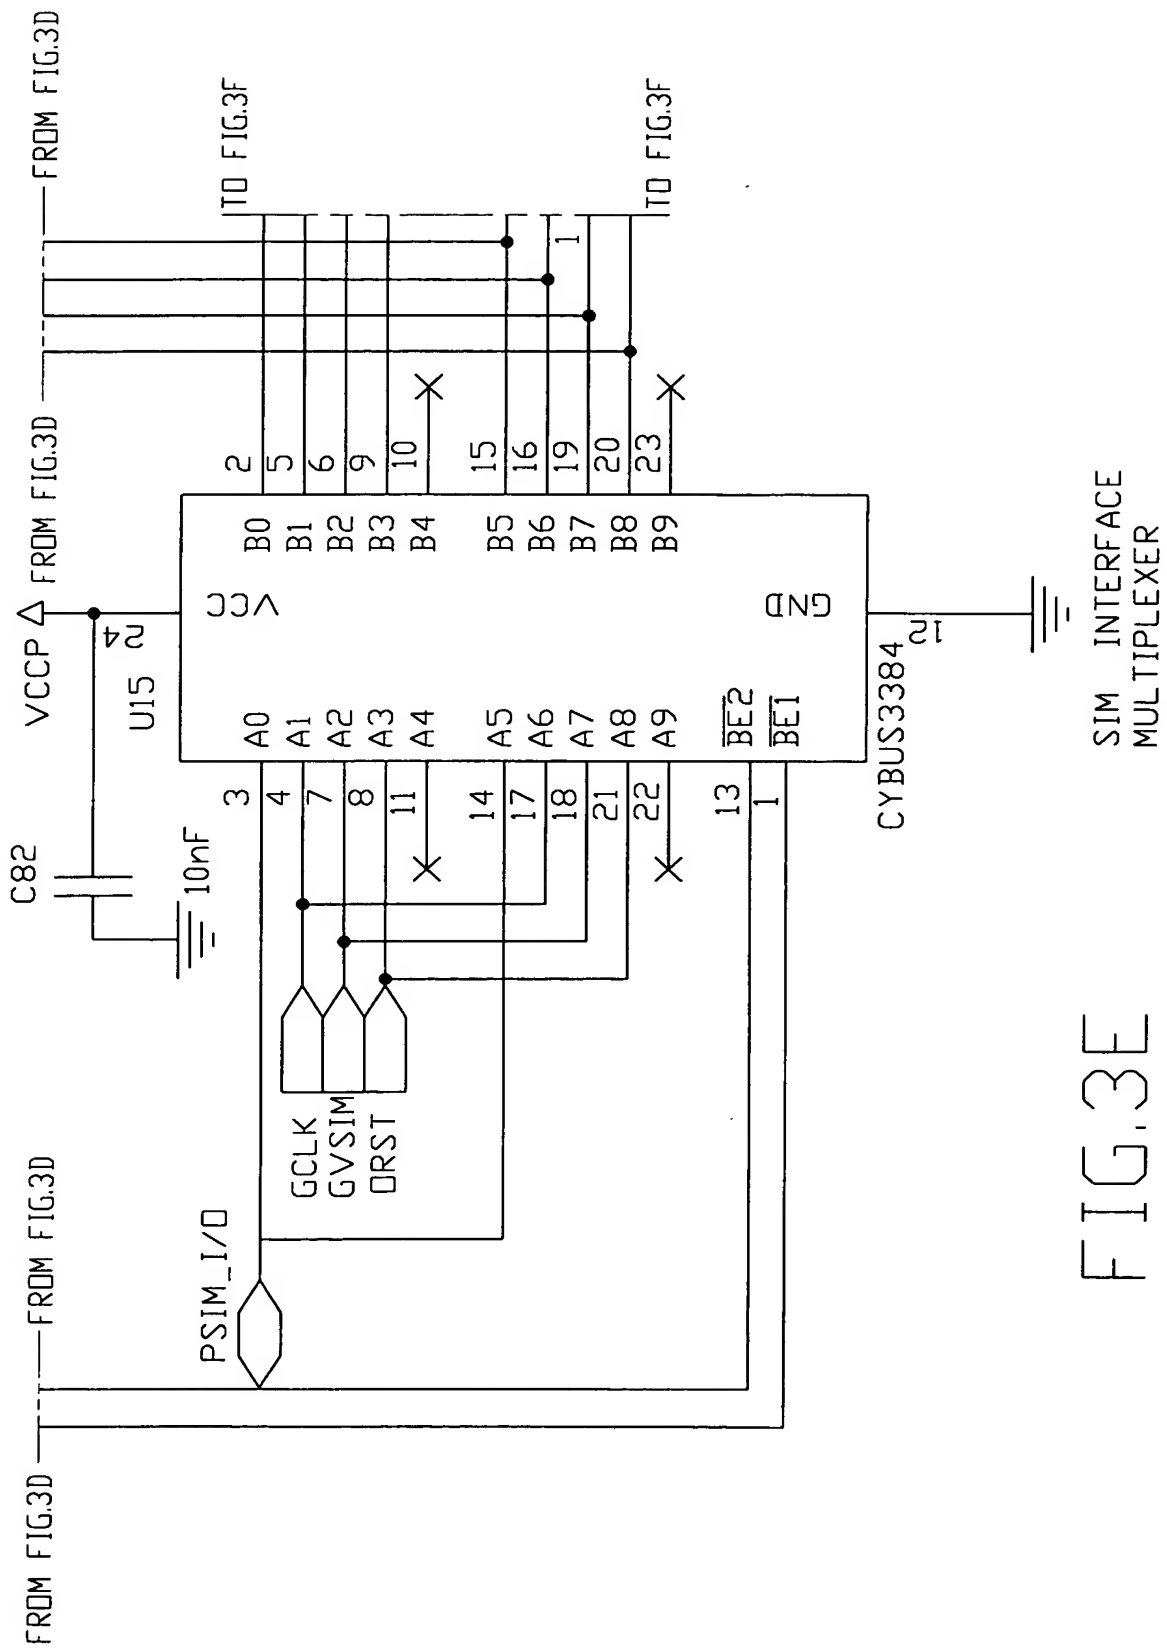 FROM FIG.3D
FROM FIG.3D
FROM FIG.3D
FROM FIG.3D
VCCP
C82
10nF
24
U15
VCC
PSIM_I/O
GCLK
GVSIM
ORST
3 A0
4 A1
7 A2
8 A3
11 A4
14 A5
17 A6
18 A7
21 A8
22 A9
13 BE2
1 BE1
B0 2
B1 5
B2 6
B3 9
B4 10
B5 15
B6 16
B7 19
B8 20
B9 23
1
TO FIG.3F
TO FIG.3F
GND
12
CYBUS3384
SIM INTERFACE
MULTIPLEXER
FIG.3E